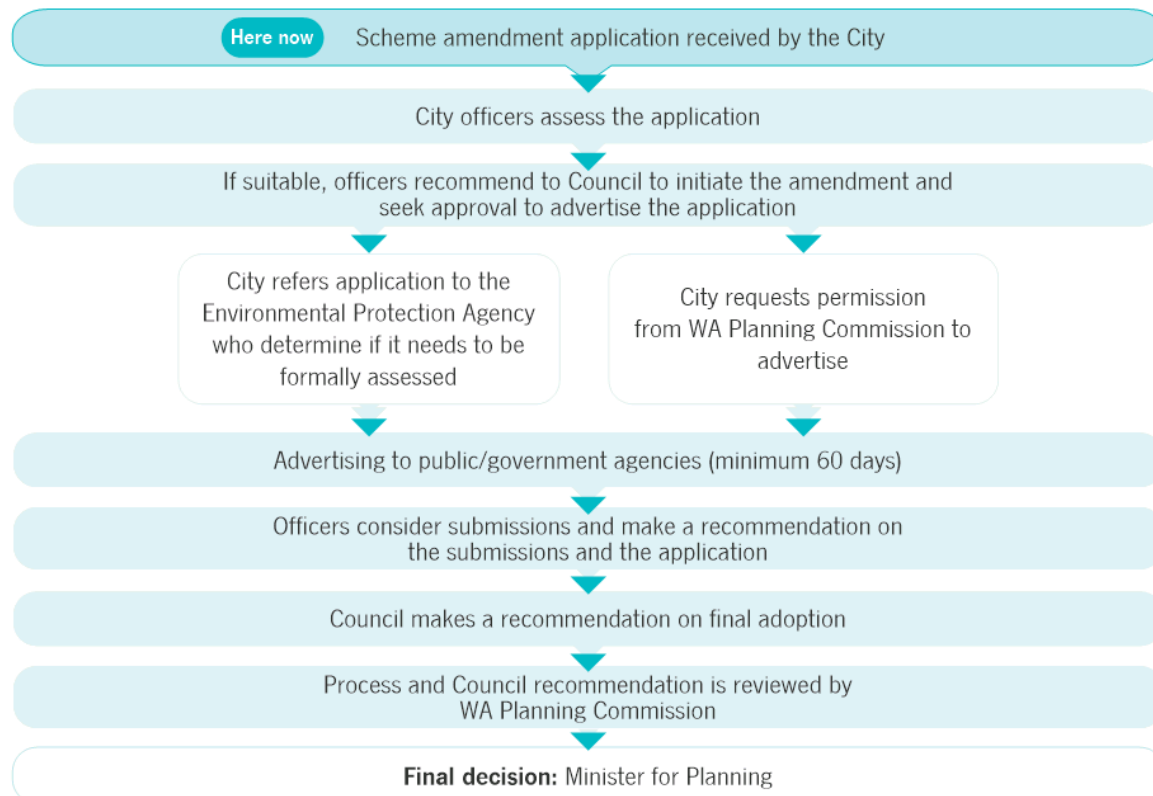 Here now Scheme amendment application received by the City
City officers assess the application
If suitable, officers recommend to Council to initiate the amendment and
seek approval to advertise the application
City refers application to the
Environmental Protection Agency
who determine if it needs to be
formally assessed
City requests permission
from WA Planning Commission to
advertise
Advertising to public/government agencies (minimum 60 days)
Officers consider submissions and make a recommendation on
the submissions and the application
Council makes a recommendation on final adoption
Process and Council recommendation is reviewed by
WA Planning Commission
Final decision: Minister for Planning